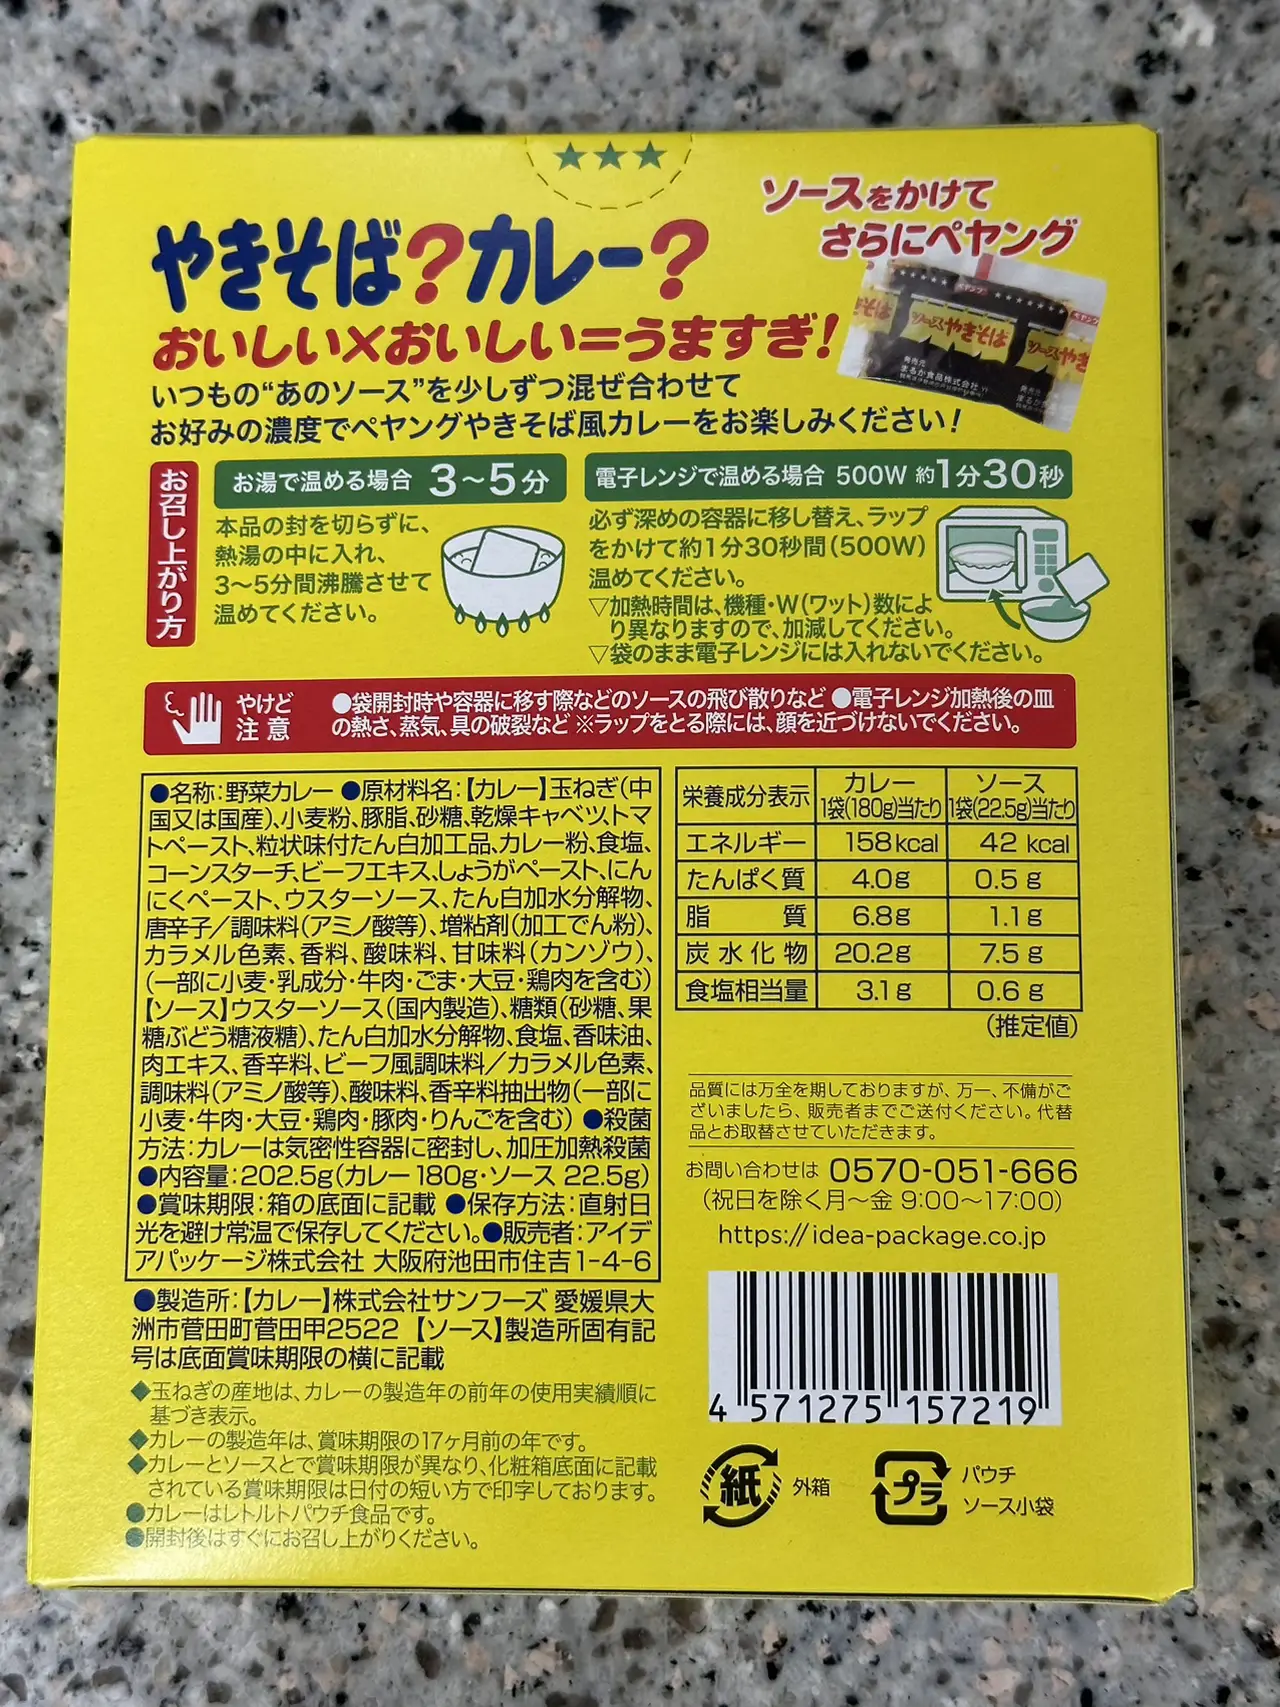 ★★★
ソースをかけて
さらにペヤング
やきそば?カレー?
おいしい×おいしい=うますぎ!
ペヤング
ソースやきそば
発売元
まるか食品株式会社
いつもの“あのソース”を少しずつ混ぜ合わせて
お好みの濃度でペヤングやきそば風カレーをお楽しみください!
お召し上がり方
お湯で温める場合 3~5分
本品の封を切らずに、
熱湯の中に入れ、
3~5分間沸騰させて
温めてください。
電子レンジで温める場合 500W 約1分30秒
必ず深めの容器に移し替え、ラップ
をかけて約1分30秒間(500W)
温めてください。
▽加熱時間は、機種・W(ワット)数によ
り異なりますので、加減してください。
▽袋のまま電子レンジには入れないでください。
やけど
注意
●袋開封時や容器に移す際などのソースの飛び散りなど ●電子レンジ加熱後の皿
の熱さ、蒸気、具の破裂など ※ラップをとる際には、顔を近づけないでください。
●名称:野菜カレー ●原材料名:【カレー】玉ねぎ(中
国又は国産)、小麦粉、豚脂、砂糖、乾燥キャベツ、トマ
トペースト、粒状味付たん白加工品、カレー粉、食塩、
コーンスターチ、ビーフエキス、しょうがペースト、にん
にくペースト、ウスターソース、たん白加水分解物、
唐辛子/調味料(アミノ酸等)、増粘剤(加工でん粉)、
カラメル色素、香料、酸味料、甘味料(カンゾウ)、
(一部に小麦・乳成分・牛肉・ごま・大豆・鶏肉を含む)
【ソース】ウスターソース(国内製造)、糖類(砂糖、果
糖ぶどう糖液糖)、たん白加水分解物、食塩、香味油、
肉エキス、香辛料、ビーフ風調味料/カラメル色素、
調味料(アミノ酸等)、酸味料、香辛料抽出物(一部に
小麦・牛肉・大豆・鶏肉・豚肉・りんごを含む) ●殺菌
方法:カレーは気密性容器に密封し、加圧加熱殺菌
●内容量:202.5g(カレー180g・ソース 22.5g)
●賞味期限:箱の底面に記載 ●保存方法:直射日
光を避け常温で保存してください。●販売者:アイデ
アパッケージ株式会社 大阪府池田市住吉1-4-6
●製造所:【カレー】株式会社サンフーズ 愛媛県大
洲市菅田町菅田甲2522 【ソース】製造所固有記
号は底面賞味期限の横に記載
◆玉ねぎの産地は、カレーの製造年の前年の使用実績順に
基づき表示。
◆カレーの製造年は、賞味期限の17ヶ月前の年です。
◆カレーとソースとで賞味期限が異なり、化粧箱底面に記載
されている賞味期限は日付の短い方で印字しております。
●カレーはレトルトパウチ食品です。
●開封後はすぐにお召し上がりください。
栄養成分表示 カレー 1袋(180g)当たり ソース 1袋(22.5g)当たり
エネルギー 158kcal 42 kcal
たんぱく質 4.0g 0.5 g
脂質 6.8g 1.1g
炭水化物 20.2g 7.5 g
食塩相当量 3.1g 0.6 g
(推定値)
品質には万全を期しておりますが、万一、不備がご
ざいましたら、販売者までご送付ください。代替
品とお取替させていただきます。
お問い合わせは 0570-051-666
(祝日を除く月~金 9:00~17:00)
https://idea-package.co.jp
4 571275 157219
紙 外箱
プラ パウチ
ソース小袋